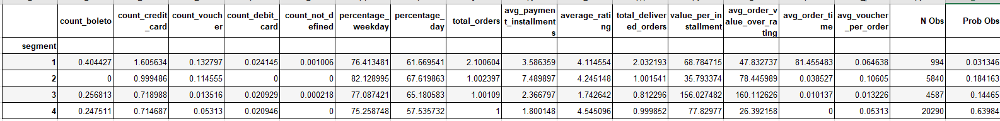 count_boleto count_credit_card count_voucher count_debit_card count_not_defined percentage_weekday percentage_day total_orders avg_payment_installments average_rating total_delivered_orders value_per_installment avg_order_value_over_rating avg_order_time avg_voucher_per_order N Obs Prob Obs
segment
1 0.404427 1.605634 0.132797 0.024145 0.001006 76.413481 61.669541 2.100604 3.586359 4.114554 2.032193 68.784715 47.832737 81.455483 0.064638 994 0.031346
2 0 0.999486 0.114555 0 0 82.128995 67.619863 1.002397 7.489897 4.245148 1.001541 35.793374 78.445989 0.038527 0.10605 5840 0.184163
3 0.256813 0.718988 0.013516 0.020929 0.000218 77.087421 65.180583 1.00109 2.366797 1.742642 0.812296 156.027482 160.112626 0.010137 0.013226 4587 0.14465
4 0.247511 0.714687 0.05313 0.020946 0 75.258748 57.535732 1 1.800148 4.545096 0.999852 77.82977 26.392158 0 0.05313 20290 0.63984